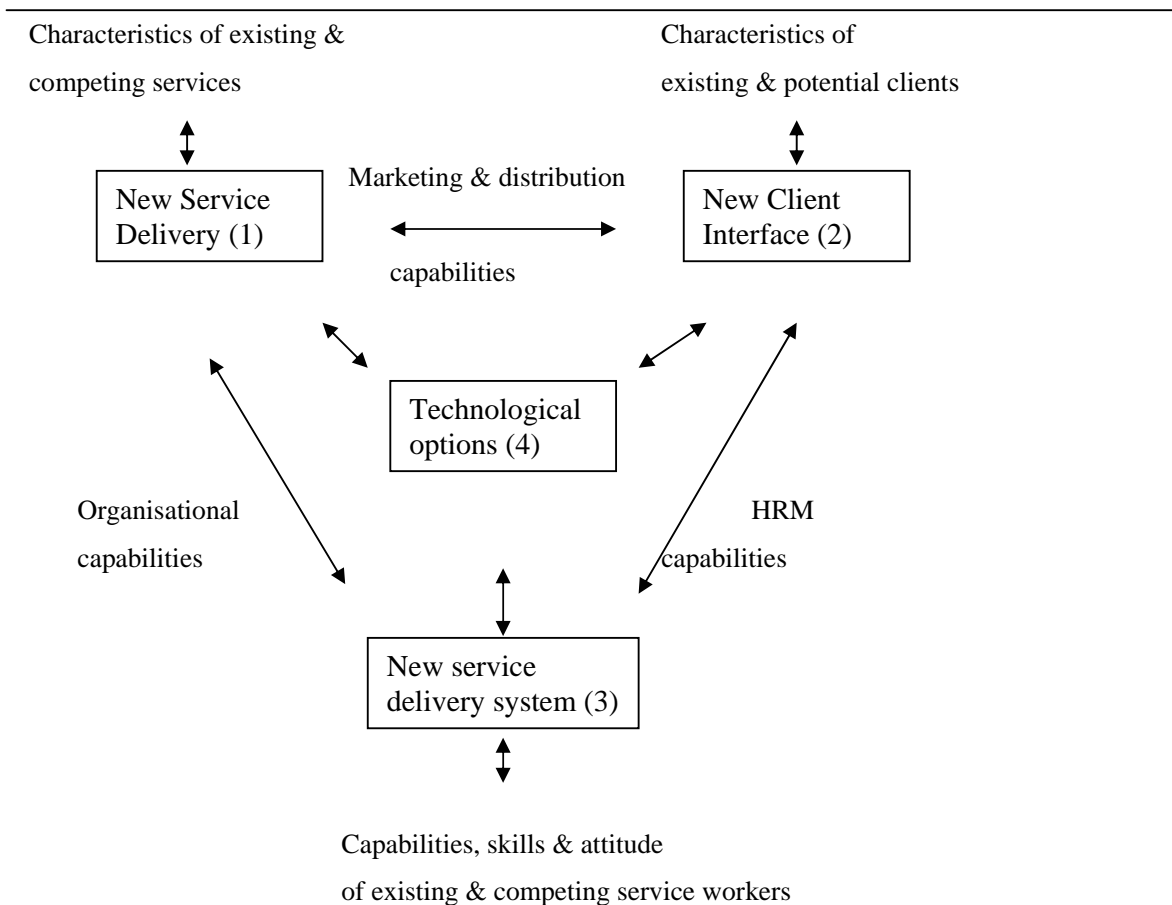 Characteristics of existing &
competing services
Characteristics of
existing & potential clients
New Service
Delivery (1)
Marketing & distribution
capabilities
New Client
Interface (2)
Technological
options (4)
Organisational
capabilities
HRM
capabilities
New service
delivery system (3)
Capabilities, skills & attitude
of existing & competing service workers